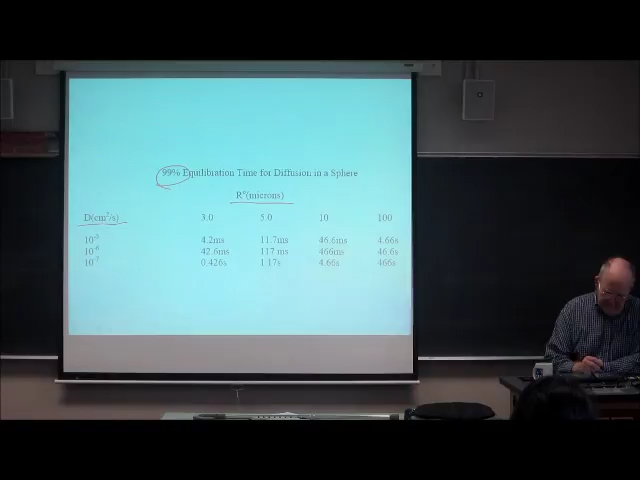 99% Equilibration Time for Diffusion in a Sphere
R°(microns)
D(cm²/s) 3.0 5.0 10 100
10⁻⁵ 4.2ms 11.7ms 46.6ms 4.66s
10⁻⁶ 42.6ms 117 ms 466ms 46.6s
10⁻⁷ 0.426s 1.17s 4.66s 466s